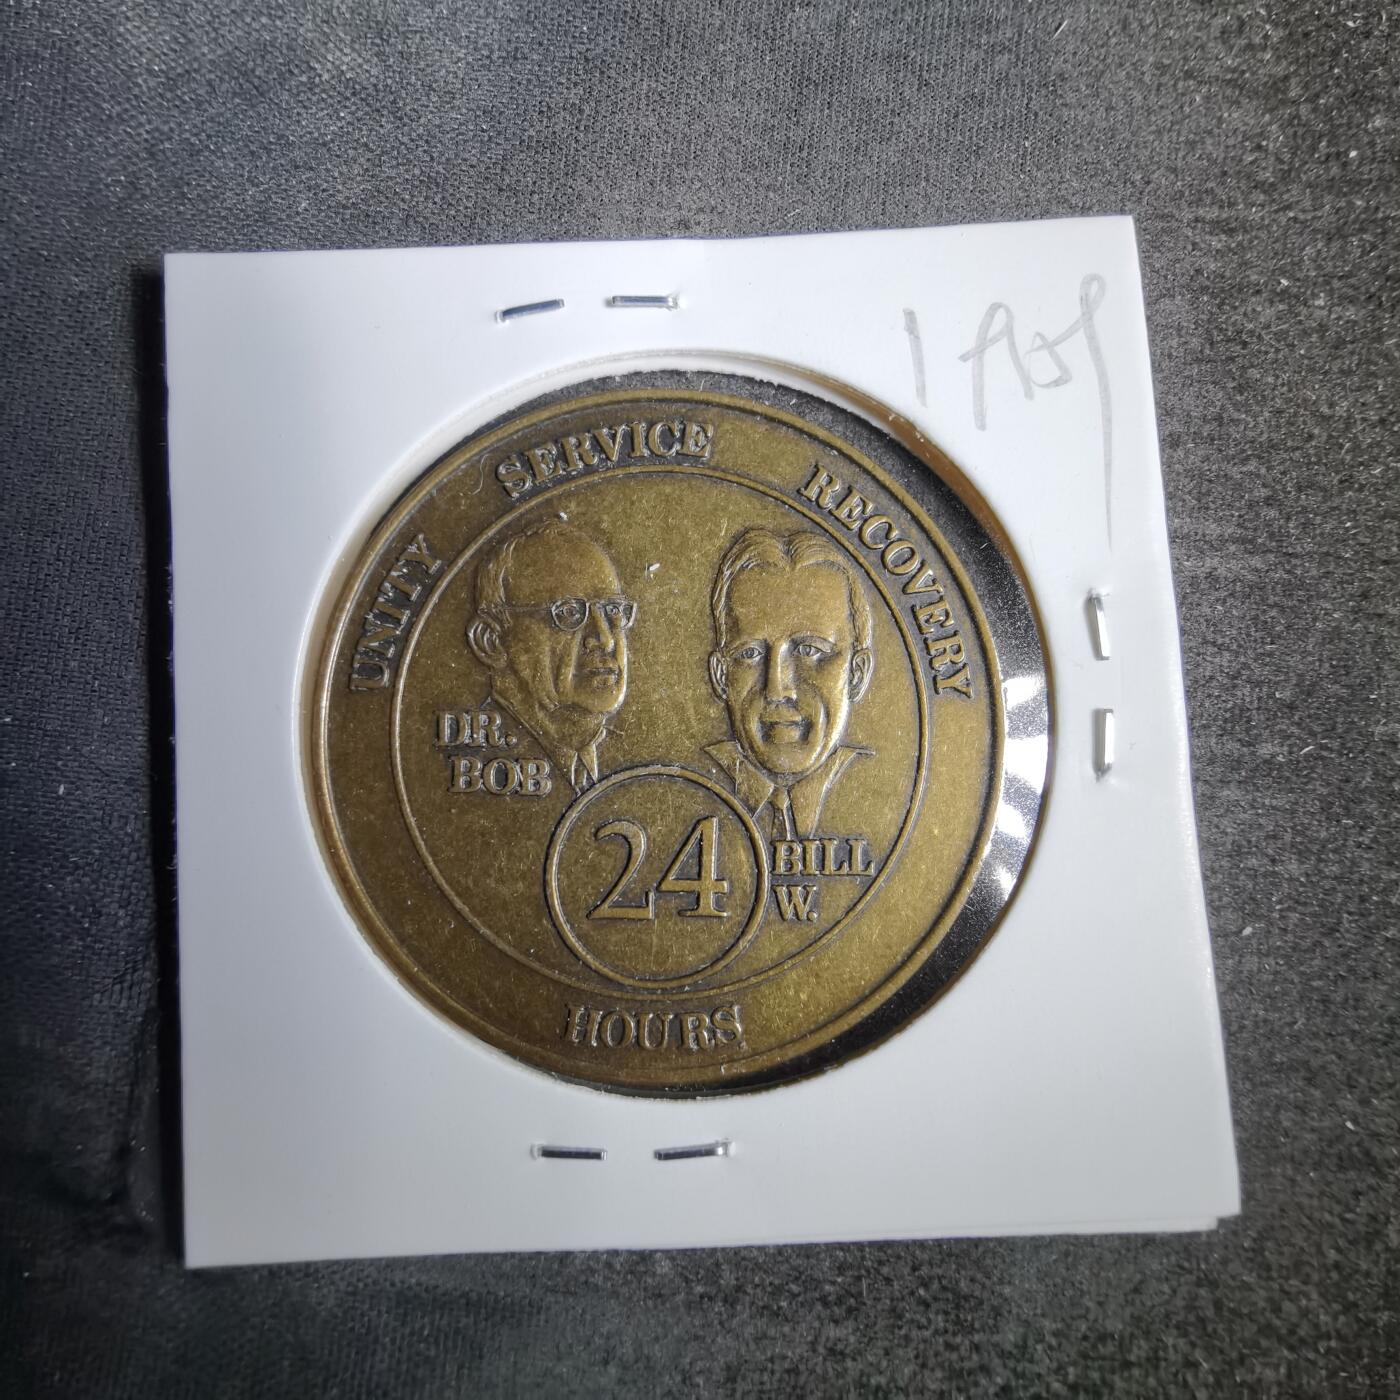 UNITY SERVICE RECOVERY
DR.
BOB
24
BILL
W.
HOURS